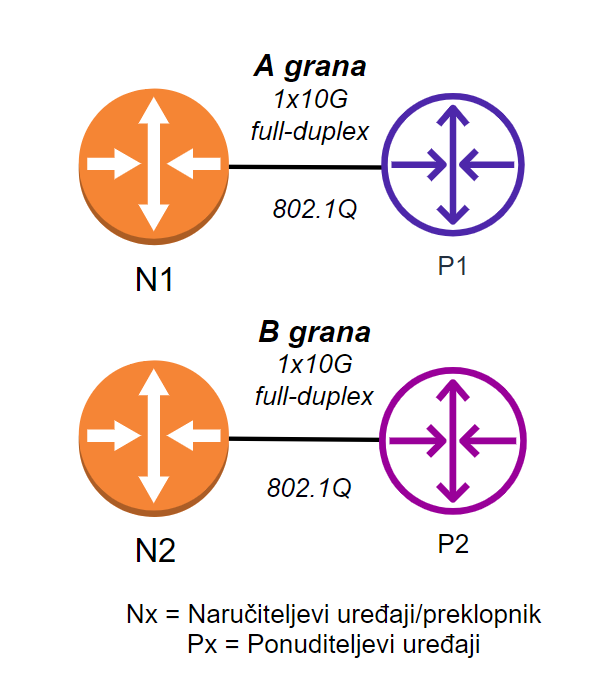 A grana
1x10G
full-duplex
802.1Q
N1
P1
B grana
1x10G
full-duplex
802.1Q
N2
P2
Nx = Naručiteljevi uređaji/preklopnik
Px = Ponuditeljevi uređaji